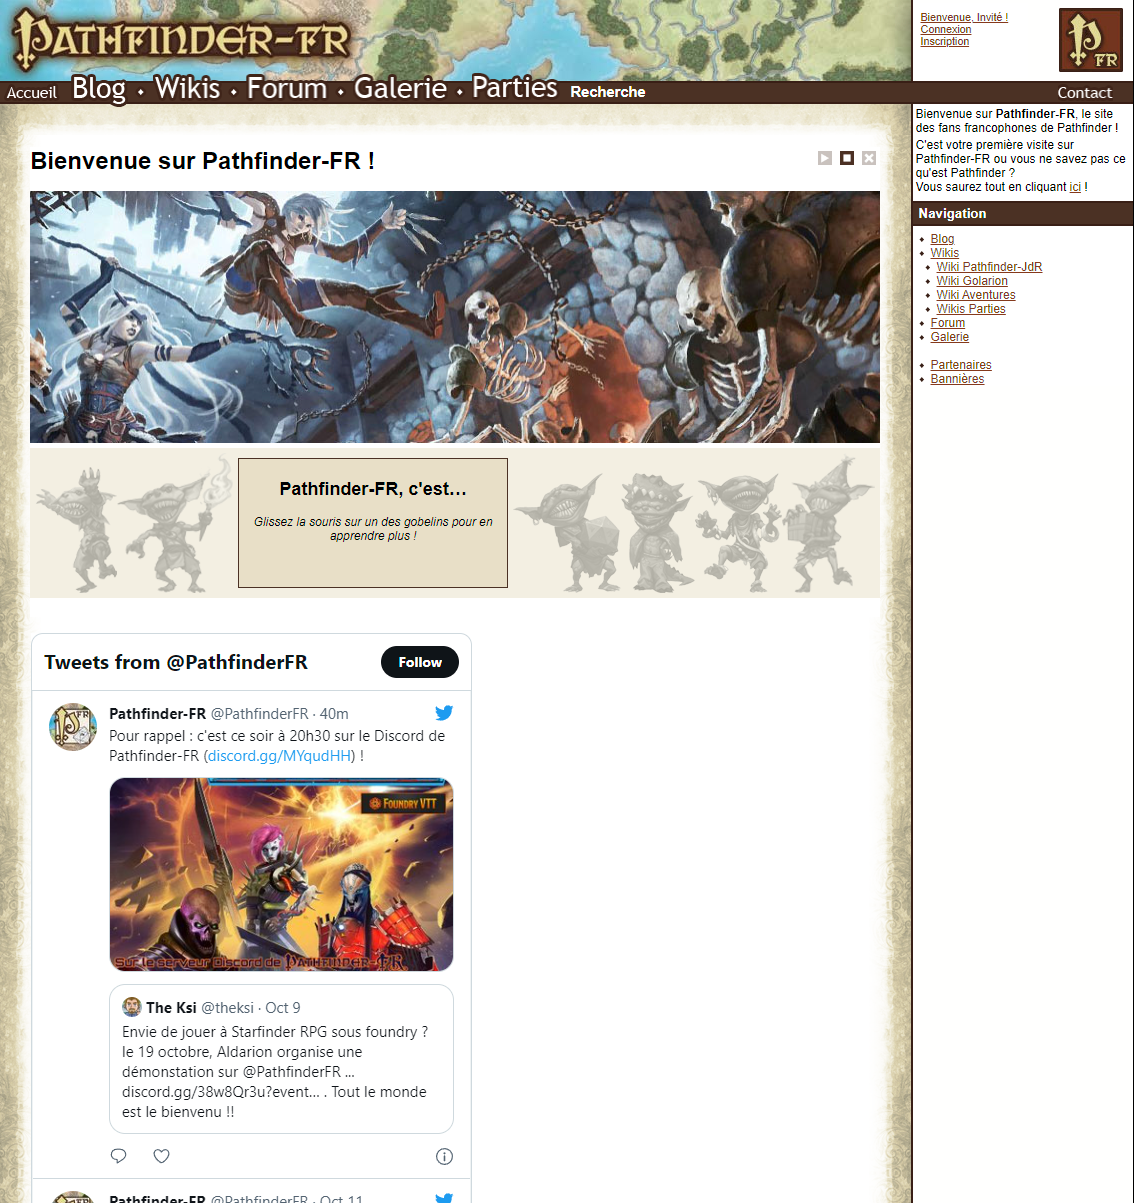 PATHFINDER-FR
Bienvenue, Invité !
Connexion
Inscription
P FR
Accueil Blog • Wikis • Forum • Galerie • Parties Recherche Contact
Bienvenue sur Pathfinder-FR !
Pathfinder-FR, c'est...
Glissez la souris sur un des gobelins pour en
apprendre plus !
Tweets from @PathfinderFR
Follow
Pathfinder-FR @PathfinderFR · 40m
Pour rappel : c'est ce soir à 20h30 sur le Discord de
Pathfinder-FR (discord.gg/MYqudHH) !
FOUNDRY VTT
Sur le serveur Discord de PATHFINDER-FR
The Ksi @theksi · Oct 9
Envie de jouer à Starfinder RPG sous foundry ?
le 19 octobre, Aldarion organise une
démonstation sur @PathfinderFR ...
discord.gg/38w8Qr3u?event... . Tout le monde
est le bienvenu !!
Pathfinder-FR @PathfinderFR · Oct 11
Bienvenue sur Pathfinder-FR, le site
des fans francophones de Pathfinder !
C'est votre première visite sur
Pathfinder-FR ou vous ne savez pas ce
qu'est Pathfinder ?
Vous saurez tout en cliquant ici !
Navigation
Blog
Wikis
Wiki Pathfinder-JdR
Wiki Golarion
Wiki Aventures
Wikis Parties
Forum
Galerie
Partenaires
Bannières